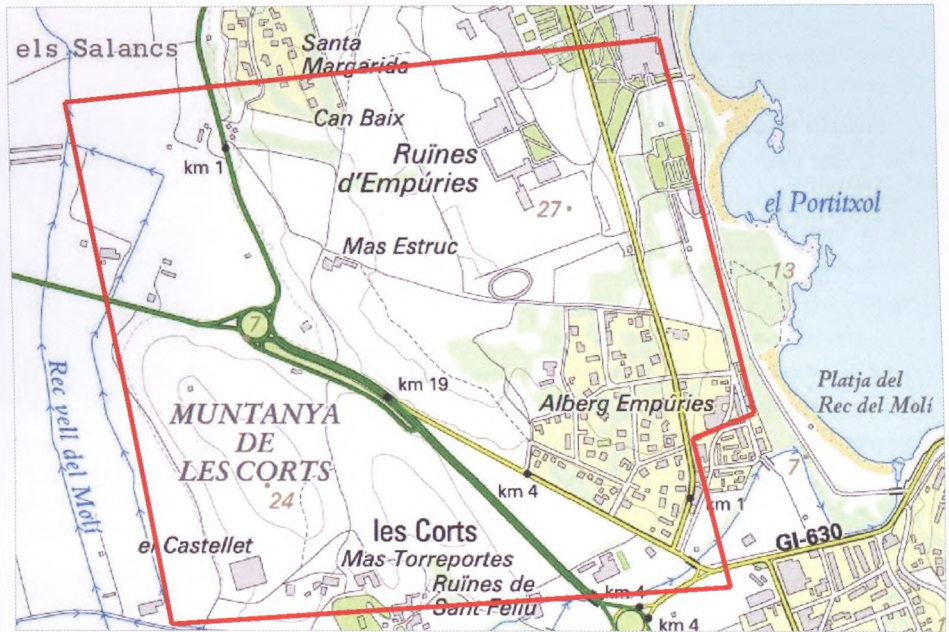 els Salancs
Santa
Margarida
Can Baix
km 1
Ruïnes
d'Empúries
27
el Portitxol
Mas Estruc
13
7
km 19
Platja del
Rec del Molí
Rec vell del Molí
MUNTANYA
DE
LES CORTS
24
Alberg Empúries
7
km 4
km 1
GI-630
el Castellet
les Corts
Mas Torreportes
Ruïnes de
Sant Feliu
km 4
km 4